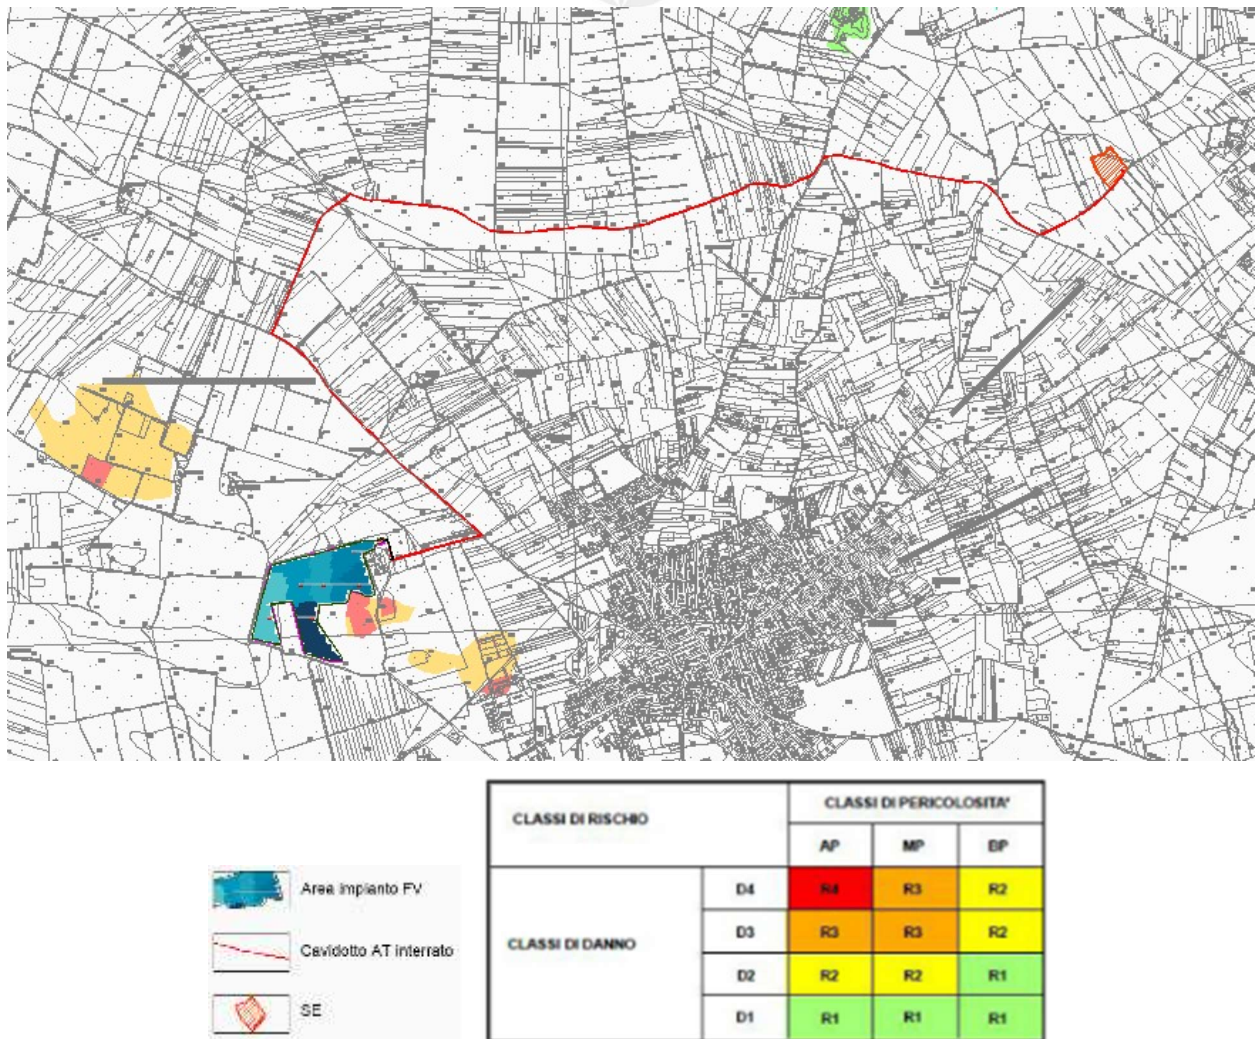 CLASSI DI RISCHIO
CLASSI DI PERICOLOSITA'
AP MP BP
CLASSI DI DANNO
D4 R4 R3 R2
D3 R3 R3 R2
D2 R2 R2 R1
D1 R1 R1 R1
Area impianto FV
Cavidotto AT interrato
SE